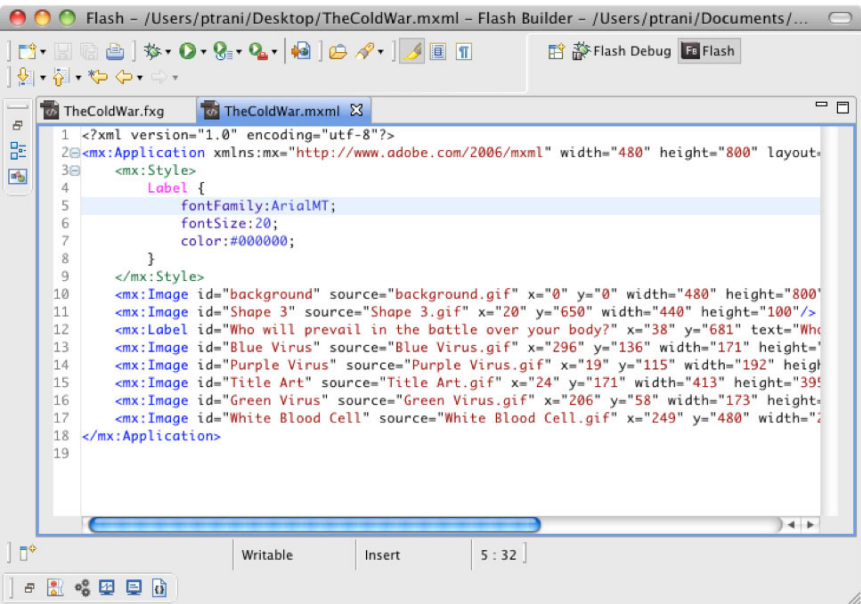 Flash – /Users/ptrani/Desktop/TheColdWar.mxml – Flash Builder – /Users/ptrani/Documents/...
Flash Debug Fb Flash
TheColdWar.fxg TheColdWar.mxml
1 <?xml version="1.0" encoding="utf-8"?>
2 <mx:Application xmlns:mx="http://www.adobe.com/2006/mxml" width="480" height="800" layout=
3 <mx:Style>
4 Label {
5 fontFamily:ArialMT;
6 fontSize:20;
7 color:#000000;
8 }
9 </mx:Style>
10 <mx:Image id="background" source="background.gif" x="0" y="0" width="480" height="800"
11 <mx:Image id="Shape 3" source="Shape 3.gif" x="20" y="650" width="440" height="100"/>
12 <mx:Label id="Who will prevail in the battle over your body?" x="38" y="681" text="Who
13 <mx:Image id="Blue Virus" source="Blue Virus.gif" x="296" y="136" width="171" height="
14 <mx:Image id="Purple Virus" source="Purple Virus.gif" x="19" y="115" width="192" heigh
15 <mx:Image id="Title Art" source="Title Art.gif" x="24" y="171" width="413" height="395
16 <mx:Image id="Green Virus" source="Green Virus.gif" x="206" y="58" width="173" height=
17 <mx:Image id="White Blood Cell" source="White Blood Cell.gif" x="249" y="480" width="2
18 </mx:Application>
19
Writable Insert 5 : 32